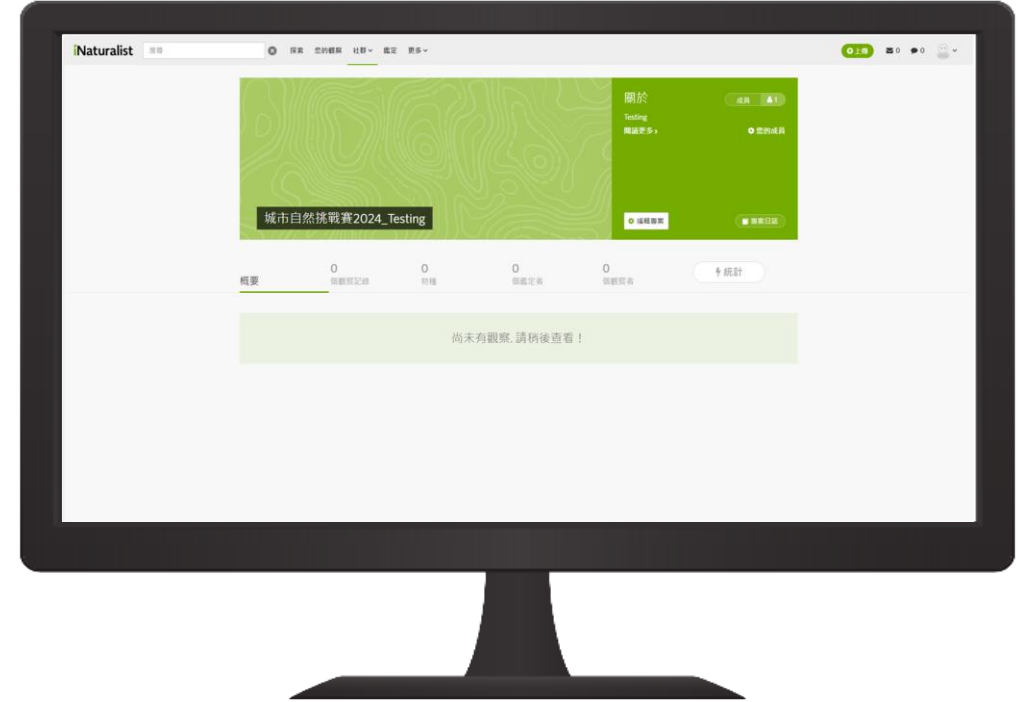 iNaturalist
搜尋
探索 您的觀察 社群 鑑定 更多
上傳 0 0
關於
成員 1
Testing
閱讀更多 ›
您的成員
城市自然挑戰賽2024_Testing
編輯專案
專案日誌
概要
0
個觀察記錄
0
物種
0
個鑑定者
0
個觀察者
統計
尚未有觀察, 請稍後查看！